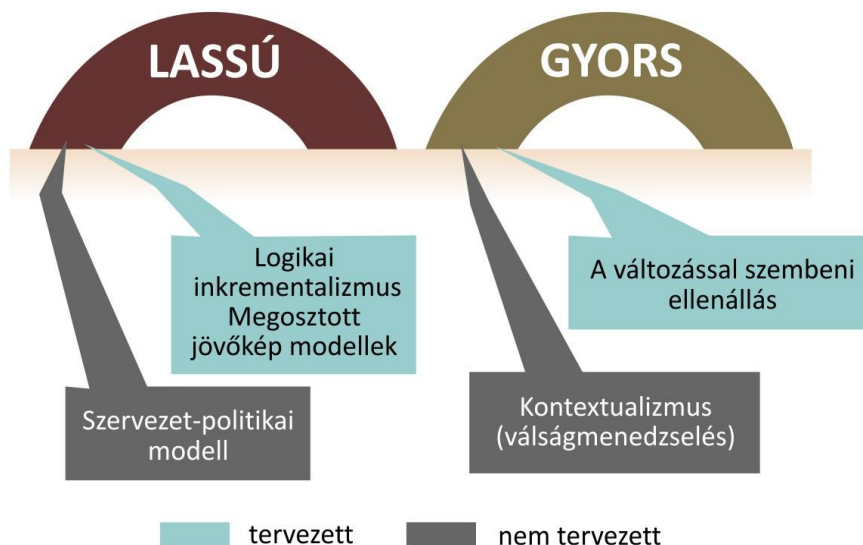 LASSÚ
GYORS
Logikai
inkrementalizmus
Megosztott
jövőkép modellek
A változással szembeni
ellenállás
Szervezet-politikai
modell
Kontextualizmus
(válságmenedzselés)
tervezett
nem tervezett